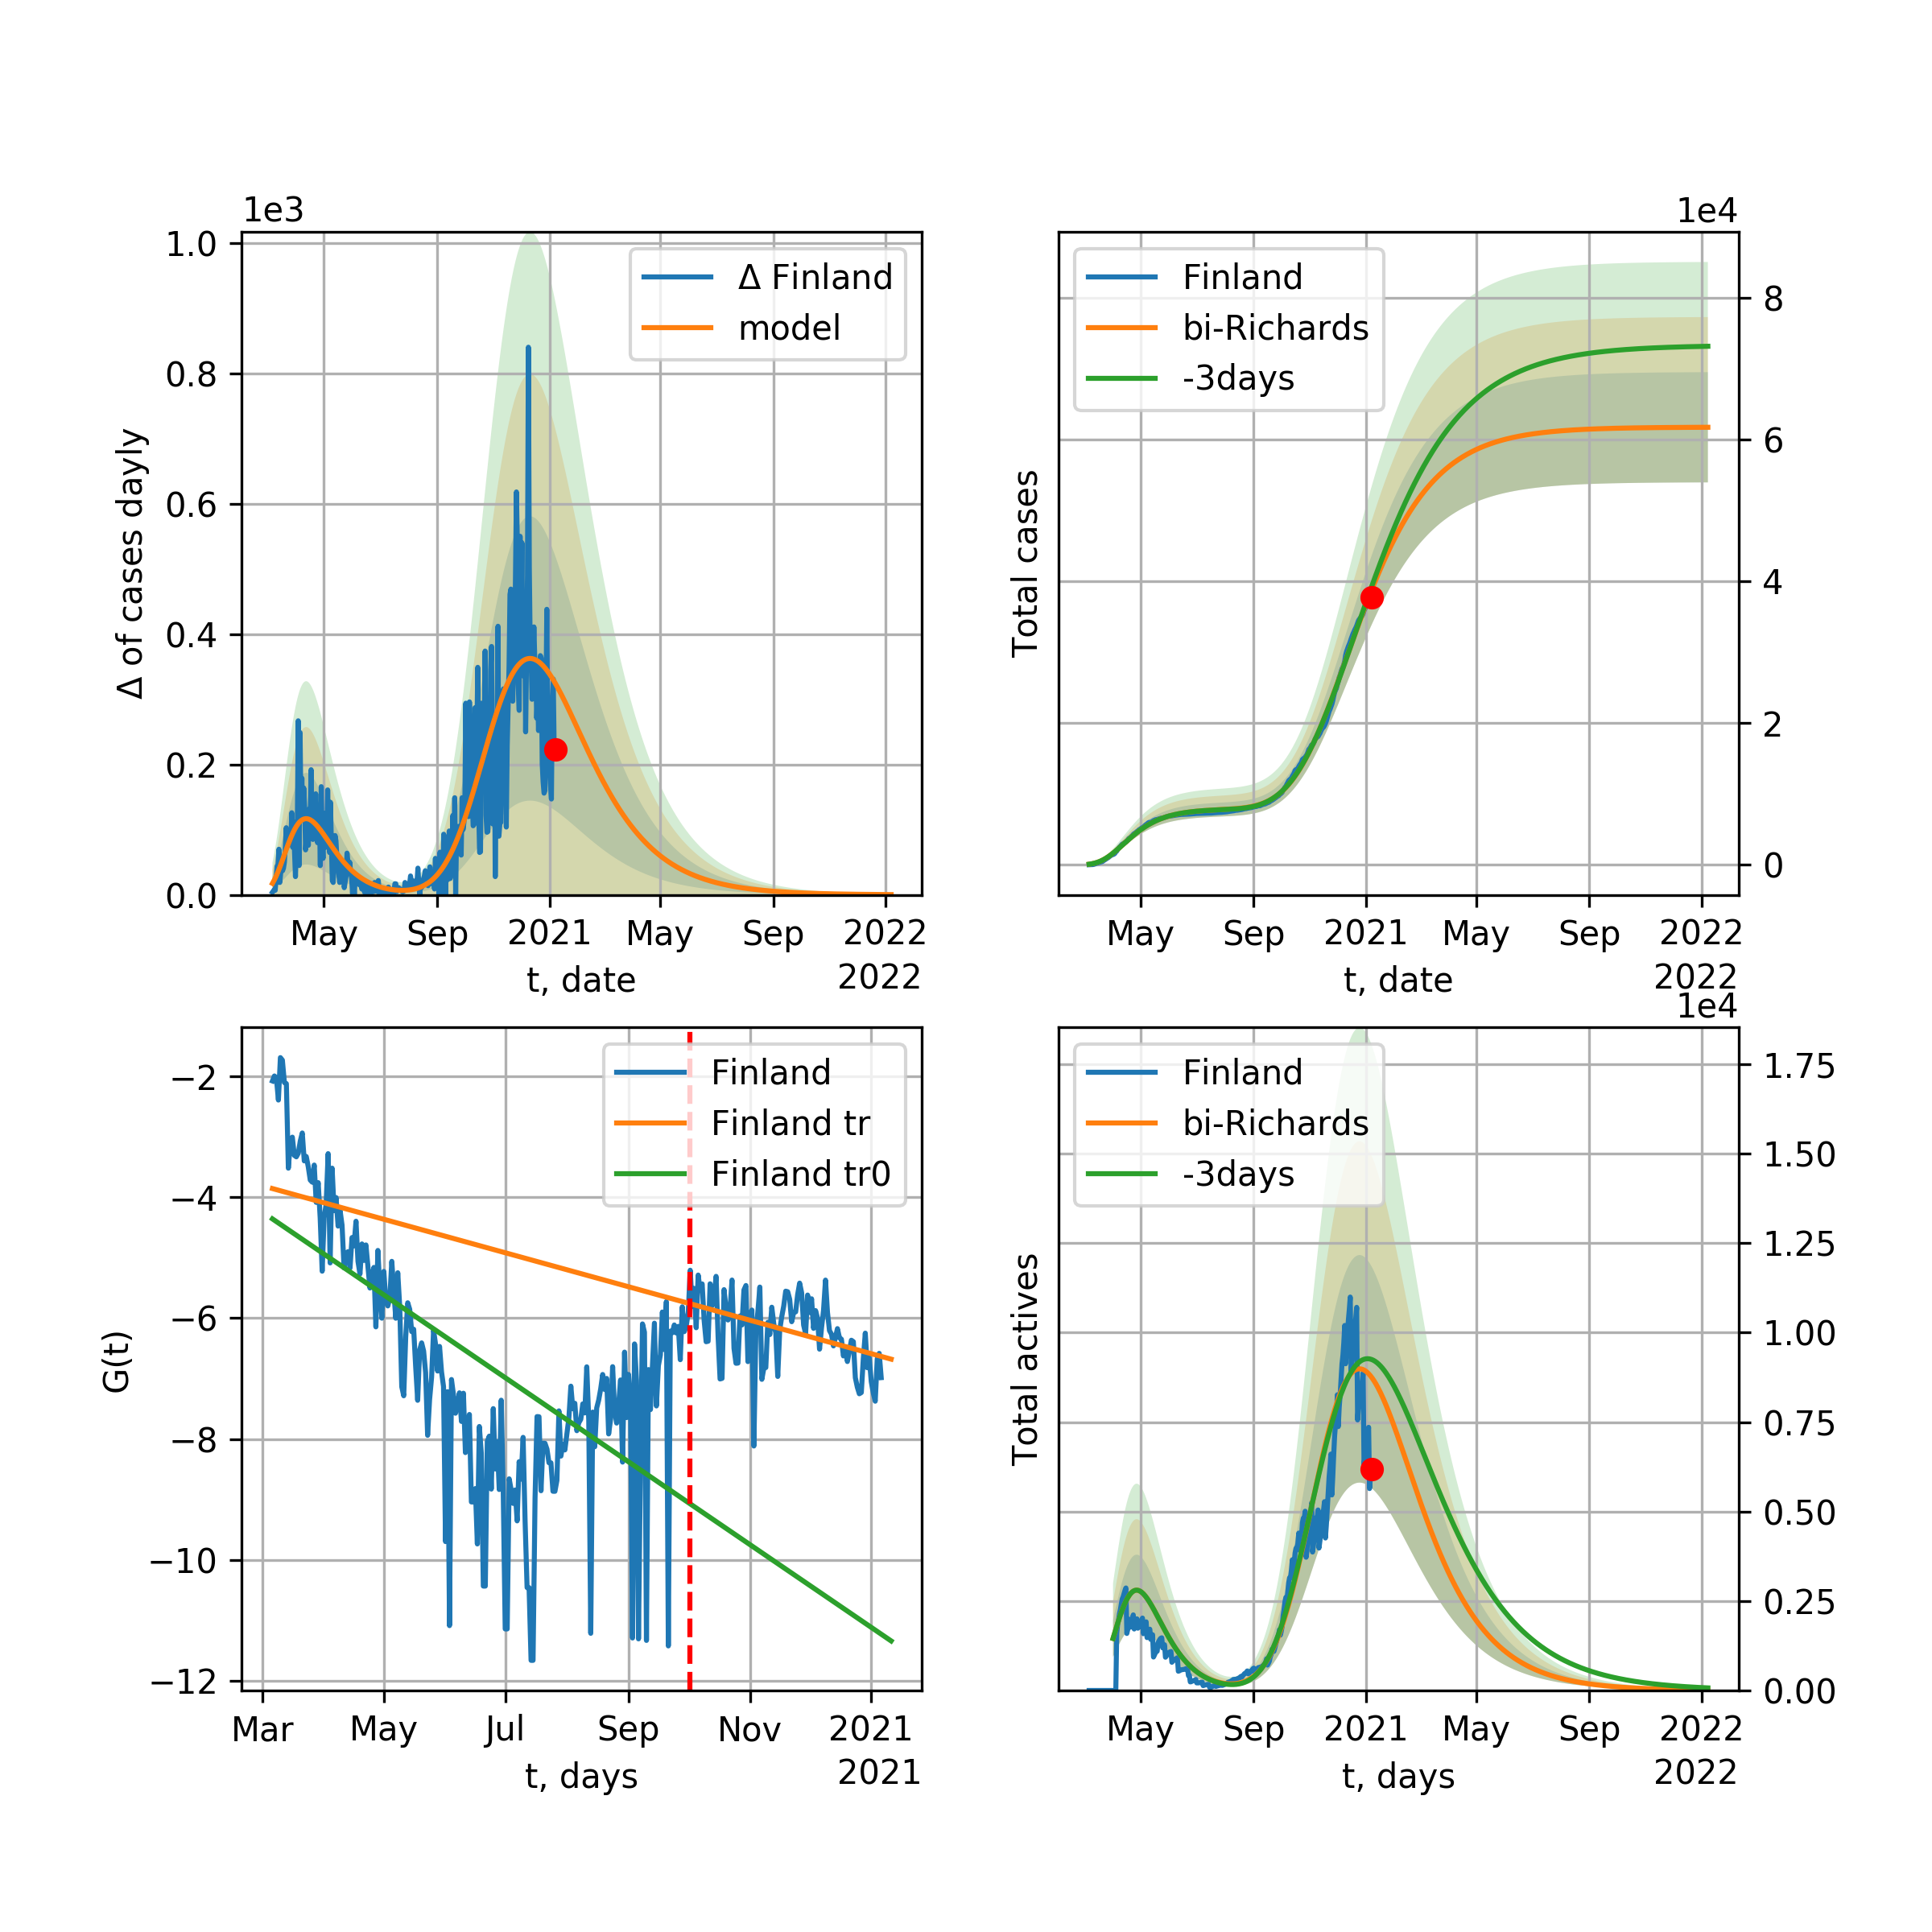 1e3
1.0
0.8
0.6
0.4
0.2
0.0
Δ of cases dayly
Δ Finland
model
May Sep 2021 May Sep 2022
t, date
2022
1e4
8
6
4
2
0
Total cases
Finland
bi-Richards
-3days
May Sep 2021 May Sep 2022
t, date
2022
−2
−4
−6
−8
−10
−12
G(t)
Finland
Finland tr
Finland tr0
Mar May Jul Sep Nov 2021
t, days
2021
1e4
1.75
1.50
1.25
1.00
0.75
0.50
0.25
0.00
Total actives
Finland
bi-Richards
-3days
May Sep 2021 May Sep 2022
t, days
2022